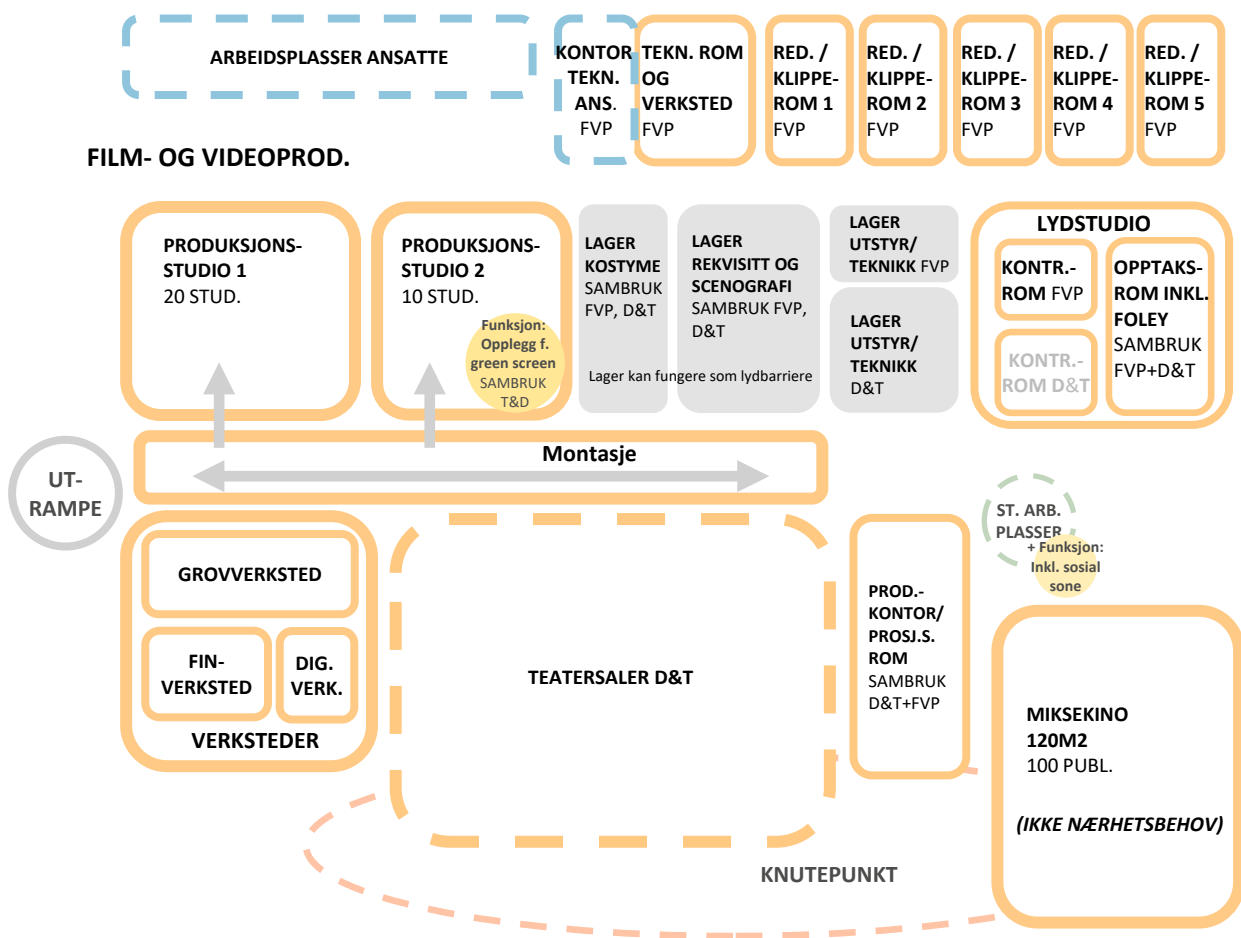 ARBEIDSPLASSER ANSATTE
KONTOR
TEKN.
ANS.
FVP
TEKN. ROM
OG
VERKSTED
FVP
RED. /
KLIPPE-
ROM 1
FVP
RED. /
KLIPPE-
ROM 2
FVP
RED. /
KLIPPE-
ROM 3
FVP
RED. /
KLIPPE-
ROM 4
FVP
RED. /
KLIPPE-
ROM 5
FVP
FILM- OG VIDEOPROD.
PRODUKSJONS-
STUDIO 1
20 STUD.
PRODUKSJONS-
STUDIO 2
10 STUD.
Funksjon:
Opplegg f.
green screen
SAMBRUK
T&D
LAGER
KOSTYME
SAMBRUK
FVP, D&T
LAGER
REKVISITT OG
SCENOGRAFI
SAMBRUK FVP,
D&T
Lager kan fungere som lydbarriere
LAGER
UTSTYR/
TEKNIKK FVP
LAGER
UTSTYR/
TEKNIKK
D&T
LYDSTUDIO
KONTR.-
ROM FVP
KONTR.-
ROM D&T
OPPTAKS-
ROM INKL.
FOLEY
SAMBRUK
FVP+D&T
Montasje
UT-
RAMPE
GROVVERKSTED
FIN-
VERKSTED
DIG.
VERK.
VERKSTEDER
TEATERSALER D&T
PROD.-
KONTOR/
PROSJ.S.
ROM
SAMBRUK
D&T+FVP
ST. ARB.
PLASSER
+ Funksjon:
Inkl. sosial
sone
MIKSEKINO
120M2
100 PUBL.
(IKKE NÆRHETSBEHOV)
KNUTEPUNKT